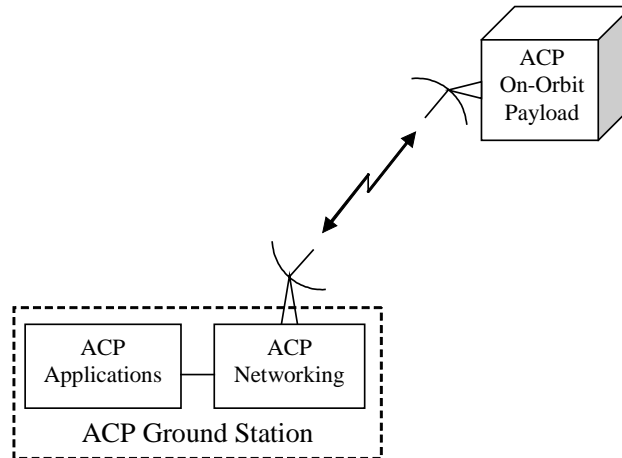 ACP
On-Orbit
Payload
ACP
Applications
ACP
Networking
ACP Ground Station